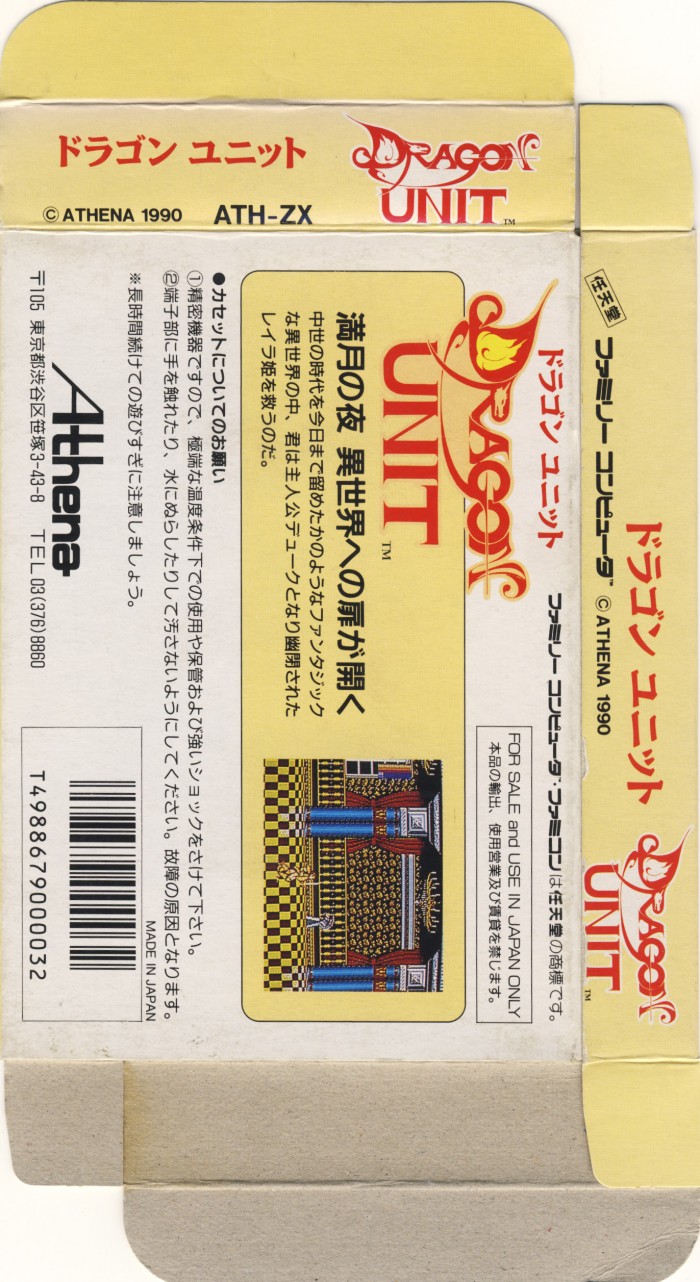 ドラゴン ユニット
DRAGON
UNIT™
© ATHENA 1990
ATH-ZX
任天堂
ファミリー コンピュータ™
© ATHENA 1990
ドラゴン ユニット
DRAGON
UNIT™
ドラゴン ユニット
DRAGON
UNIT™
ファミリー コンピュータ・ファミコンは任天堂の商標です。
FOR SALE and USE IN JAPAN ONLY
本品の輸出、使用営業及び賃貸を禁じます。
満月の夜 異世界への扉が開く
中世の時代を今日まで留めたかのようなファンタジック
な異世界の中、君は主人公デュークとなり幽閉された
レイラ姫を救うのだ。
●カセットについてのお願い
①精密機器ですので、極端な温度条件下での使用や保管および強いショックをさけて下さい。
②端子部に手を触れたり、水にぬらしたりして汚さないようにしてください。故障の原因となります。
※長時間続けての遊びすぎに注意しましょう。
MADE IN JAPAN
Athena
〒105 東京都渋谷区笹塚3-43-8 TEL 03(376)8860
T4988679000032